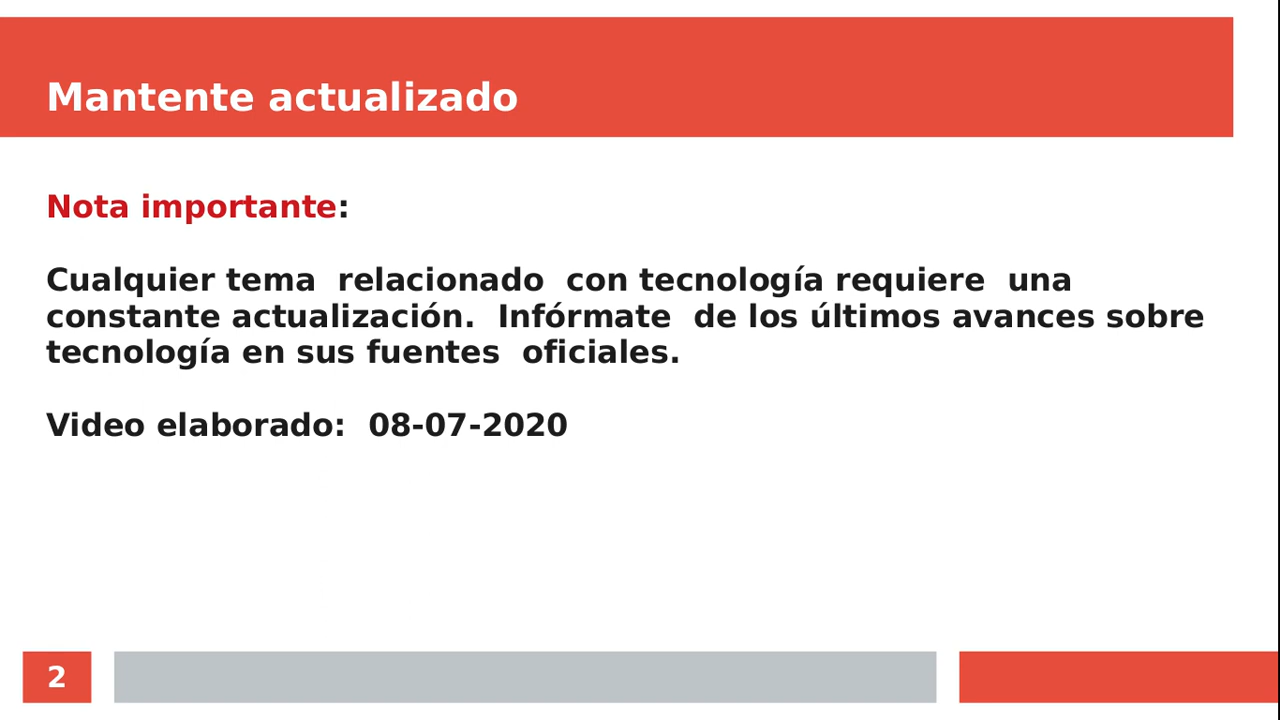 Mantente actualizado
Nota importante:
Cualquier tema  relacionado  con tecnología requiere  una
constante actualización.  Infórmate  de los últimos avances sobre
tecnología en sus fuentes  oficiales.
Video elaborado:  08-07-2020
2